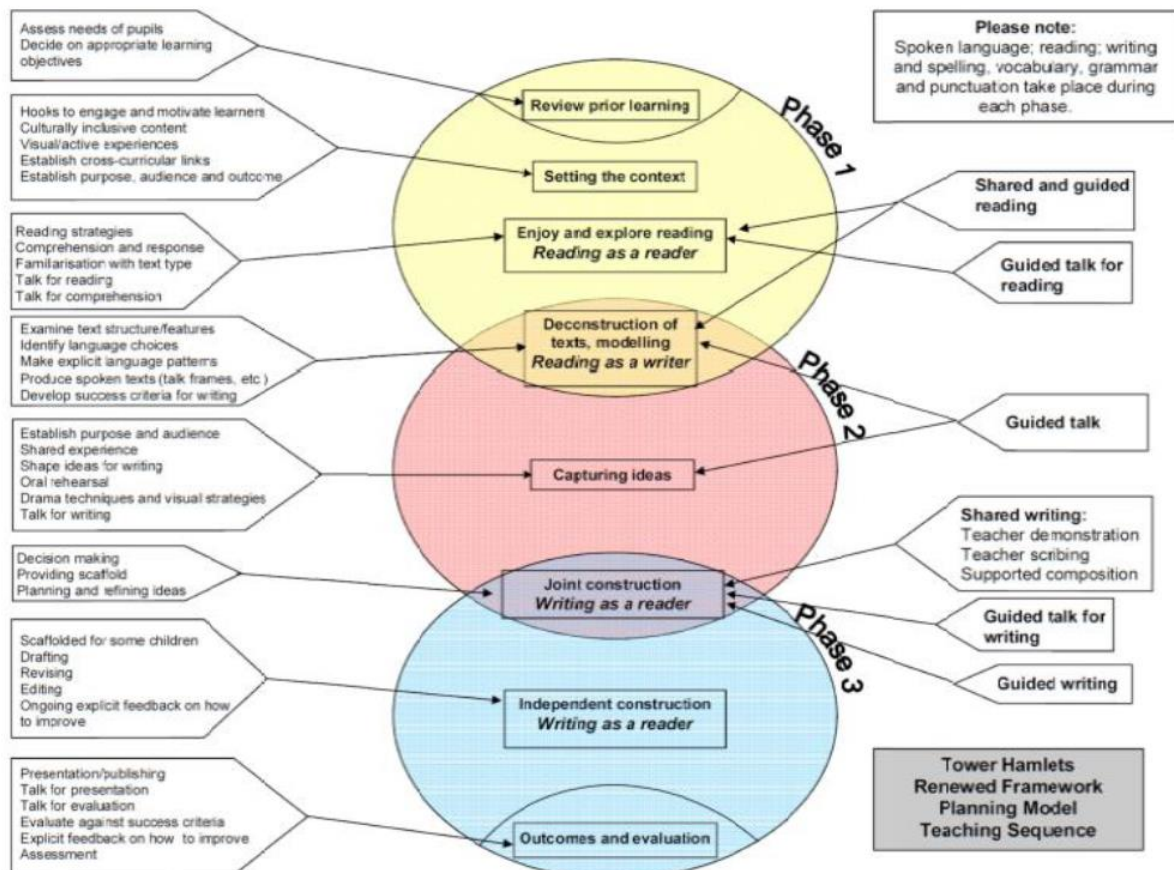 Assess needs of pupils
Decide on appropriate learning
objectives
Hooks to engage and motivate learners
Culturally inclusive content
Visual/active experiences
Establish cross-curricular links
Establish purpose, audience and outcome
Reading strategies
Comprehension and response
Familiarisation with text type
Talk for reading
Talk for comprehension
Examine text structure/features
Identify language choices
Make explicit language patterns
Produce spoken texts (talk frames, etc.)
Develop success criteria for writing
Establish purpose and audience
Shared experience
Shape ideas for writing
Oral rehearsal
Drama techniques and visual strategies
Talk for writing
Decision making
Providing scaffold
Planning and refining ideas
Scaffolded for some children
Drafting
Revising
Editing
Ongoing explicit feedback on how
to improve
Presentation/publishing
Talk for presentation
Talk for evaluation
Evaluate against success criteria
Explicit feedback on how to improve
Assessment
Review prior learning
Setting the context
Enjoy and explore reading
Reading as a reader
Deconstruction of
texts, modelling
Reading as a writer
Capturing ideas
Joint construction
Writing as a reader
Independent construction
Writing as a reader
Outcomes and evaluation
Phase 1
Phase 2
Phase 3
Please note:
Spoken language; reading; writing
and spelling, vocabulary, grammar
and punctuation take place during
each phase.
Shared and guided
reading
Guided talk for
reading
Guided talk
Shared writing:
Teacher demonstration
Teacher scribing
Supported composition
Guided talk for
writing
Guided writing
Tower Hamlets
Renewed Framework
Planning Model
Teaching Sequence